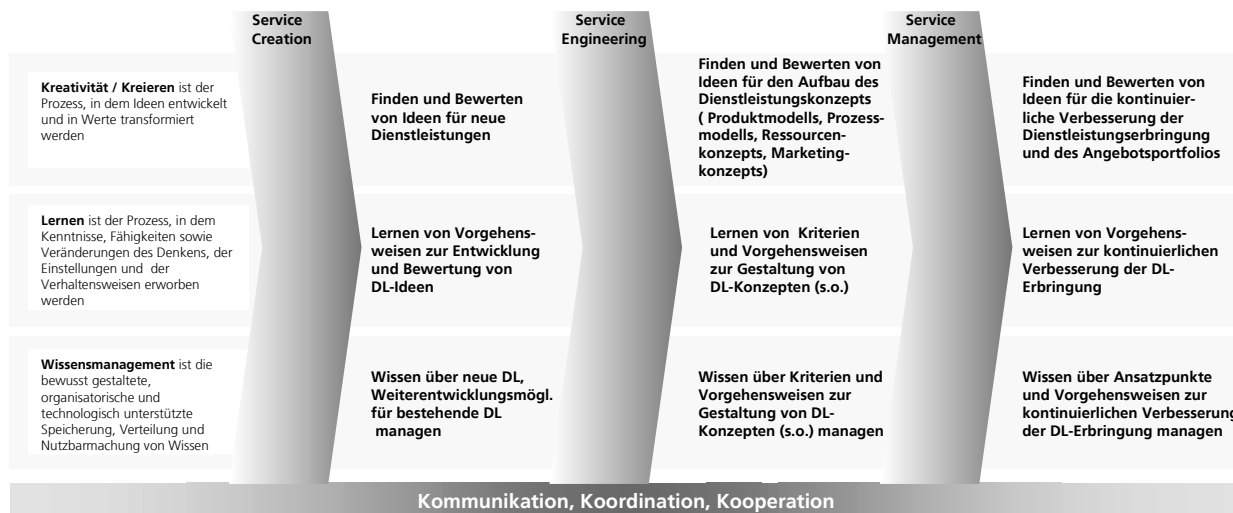 Service
Creation
Service
Engineering
Service
Management
Kreativität / Kreieren ist der
Prozess, in dem Ideen entwickelt
und in Werte transformiert
werden
Finden und Bewerten
von Ideen für neue
Dienstleistungen
Finden und Bewerten von
Ideen für den Aufbau des
Dienstleistungskonzepts
( Produktmodells, Prozess-
modells, Ressourcen-
konzepts, Marketing-
konzepts)
Finden und Bewerten von
Ideen für die kontinuier-
liche Verbesserung der
Dienstleistungserbringung
und des Angebotsportfolios
Lernen ist der Prozess, in dem
Kenntnisse, Fähigkeiten sowie
Veränderungen des Denkens, der
Einstellungen und der
Verhaltensweisen erworben
werden
Lernen von Vorgehens-
weisen zur Entwicklung
und Bewertung von
DL-Ideen
Lernen von Kriterien
und Vorgehensweisen
zur Gestaltung von
DL-Konzepten (s.o.)
Lernen von Vorgehens-
weisen zur kontinuierlichen
Verbesserung der DL-
Erbringung
Wissensmanagement ist die
bewusst gestaltete,
organisatorische und
technologisch unterstützte
Speicherung, Verteilung und
Nutzbarmachung von Wissen
Wissen über neue DL,
Weiterentwicklungsmögl.
für bestehende DL
managen
Wissen über Kriterien und
Vorgehensweisen zur
Gestaltung von DL-
Konzepten (s.o.) managen
Wissen über Ansatzpunkte
und Vorgehensweisen zur
kontinuierlichen Verbesserung
der DL-Erbringung managen
Kommunikation, Koordination, Kooperation